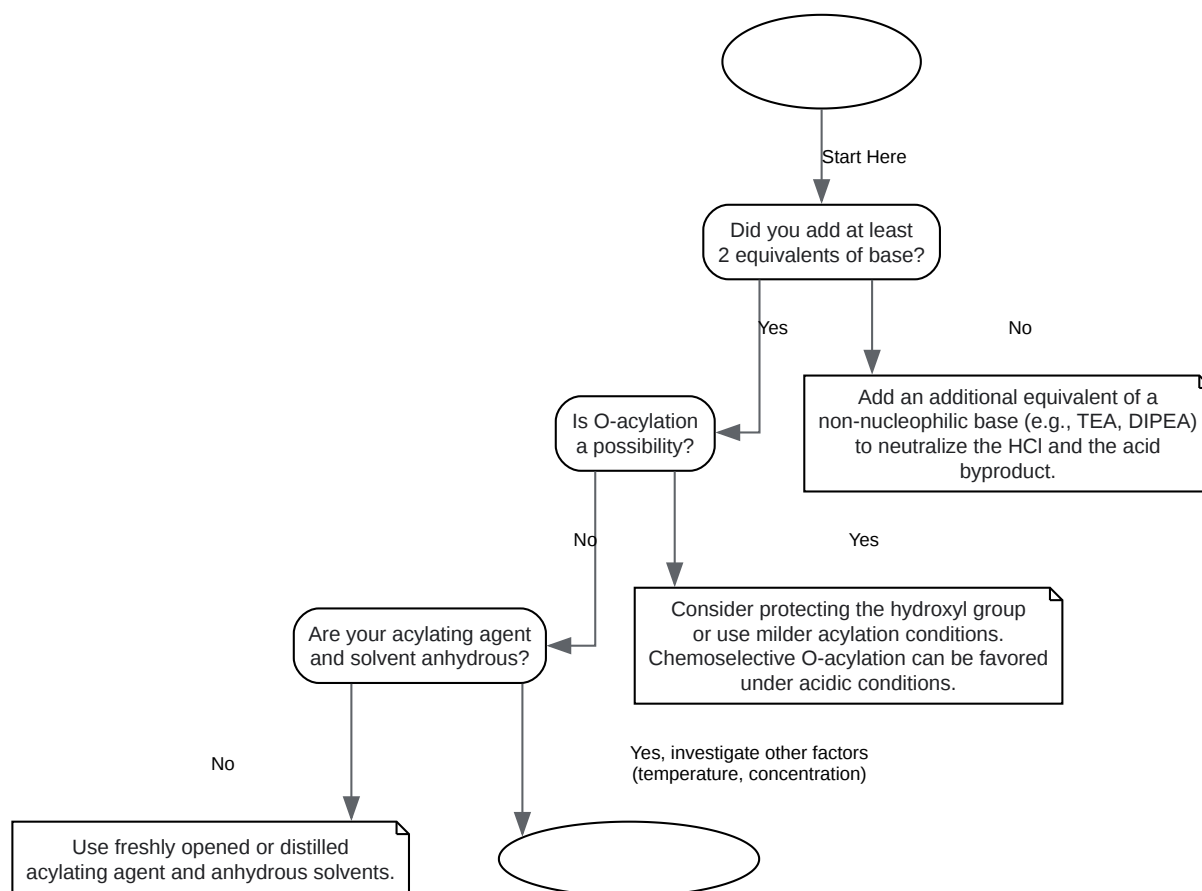 Start Here
Did you add at least
2 equivalents of base?
Yes
No
Add an additional equivalent of a
non-nucleophilic base (e.g., TEA, DIPEA)
to neutralize the HCl and the acid
byproduct.
Is O-acylation
a possibility?
No
Yes
Consider protecting the hydroxyl group
or use milder acylation conditions.
Chemoselective O-acylation can be favored
under acidic conditions.
Are your acylating agent
and solvent anhydrous?
No
Yes, investigate other factors
(temperature, concentration)
Use freshly opened or distilled
acylating agent and anhydrous solvents.